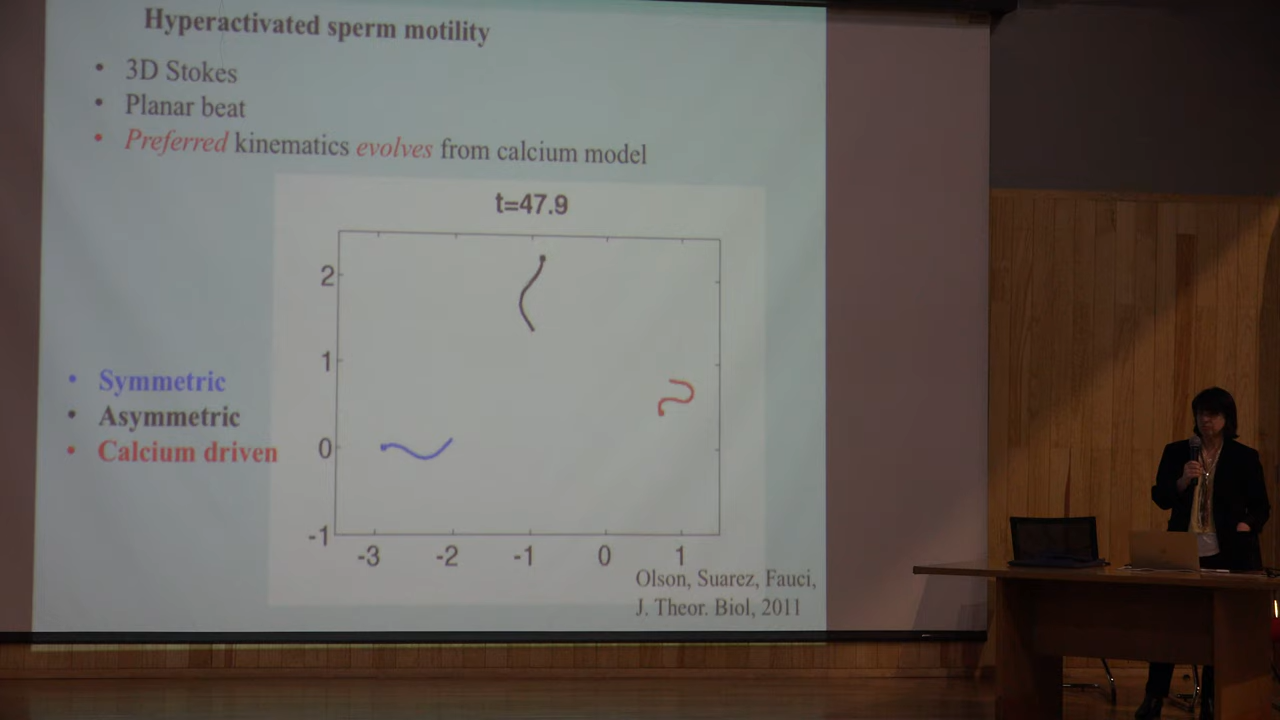 Hyperactivated sperm motility
• 3D Stokes
• Planar beat
• Preferred kinematics evolves from calcium model
t=47.9
2
1
0
-1
-3 -2 -1 0 1
• Symmetric
• Asymmetric
• Calcium driven
Olson, Suarez, Fauci,
J. Theor. Biol, 2011